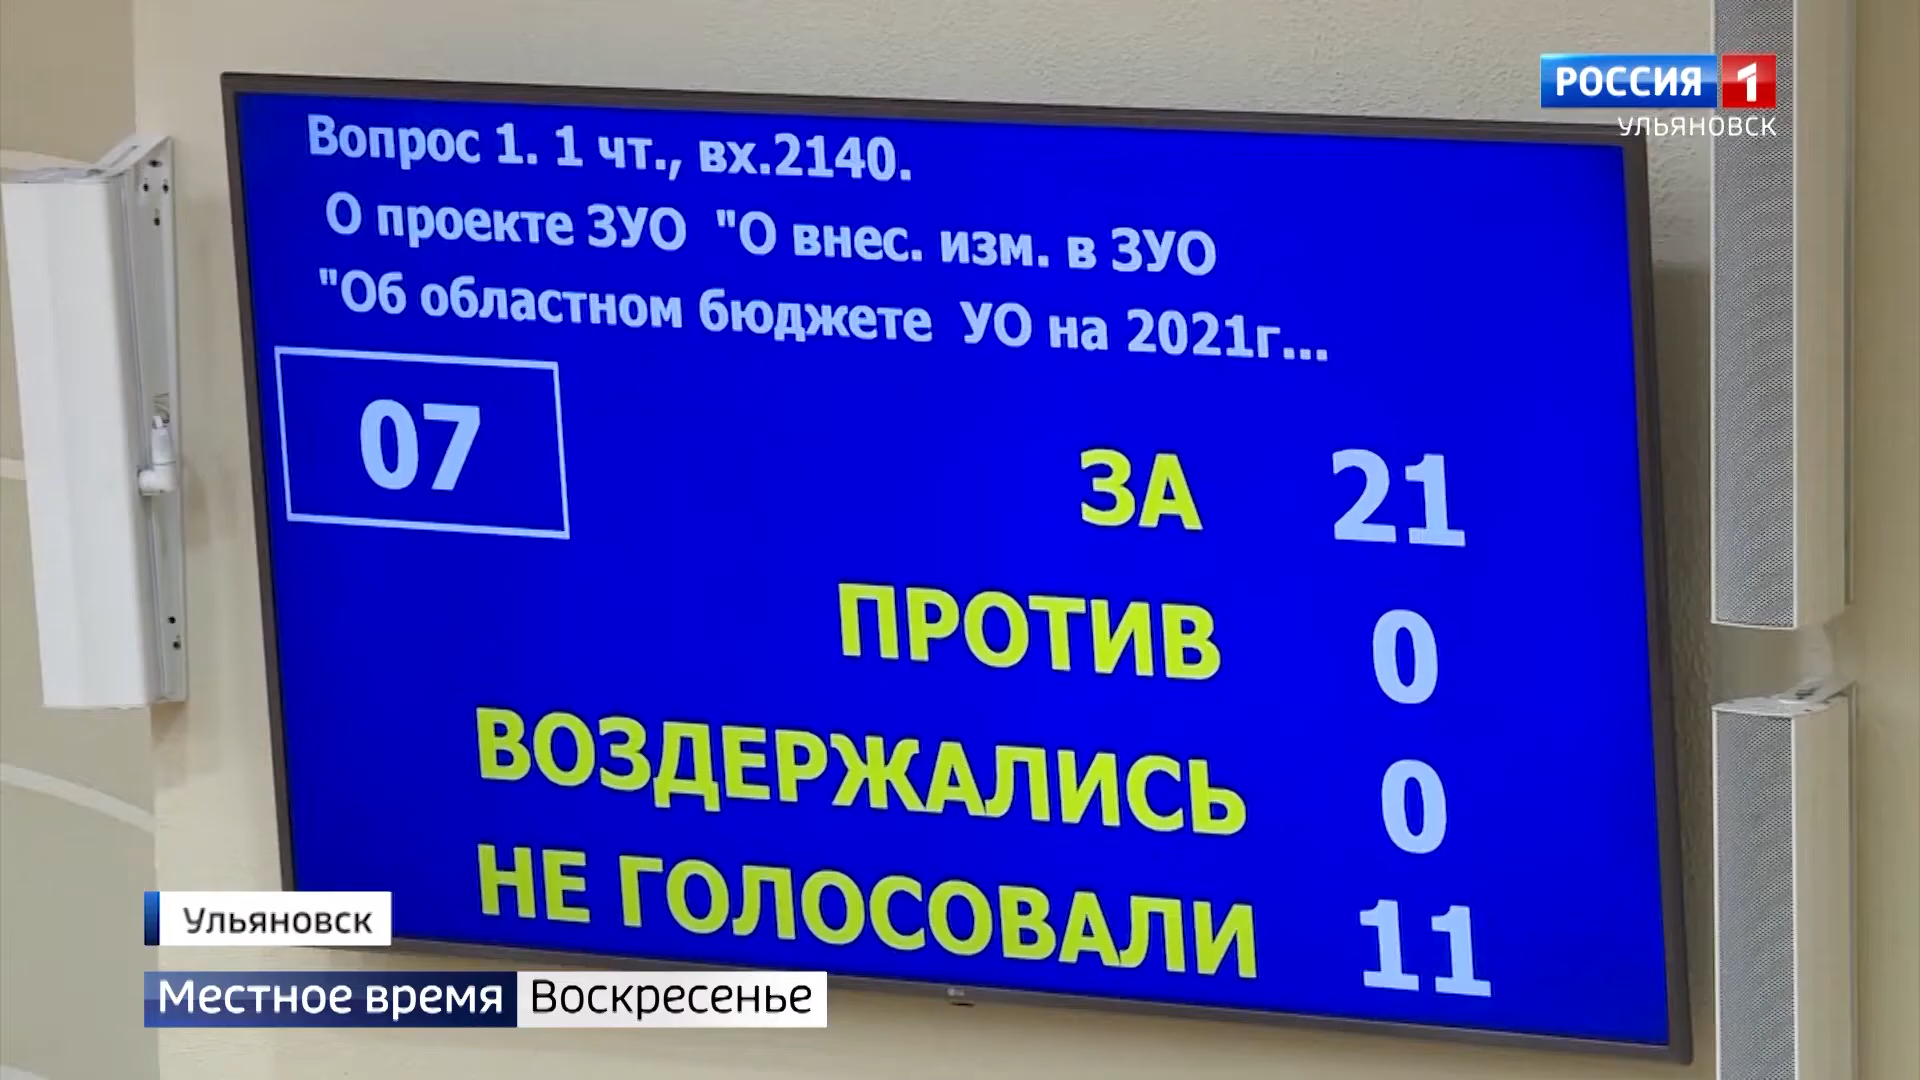 РОССИЯ 1
УЛЬЯНОВСК
Вопрос 1. 1 чт., вх.2140.
О проекте ЗУО "О внес. изм. в ЗУО
"Об областном бюджете УО на 2021г...
07
ЗА 21
ПРОТИВ 0
ВОЗДЕРЖАЛИСЬ 0
НЕ ГОЛОСОВАЛИ 11
Ульяновск
Местное время Воскресенье